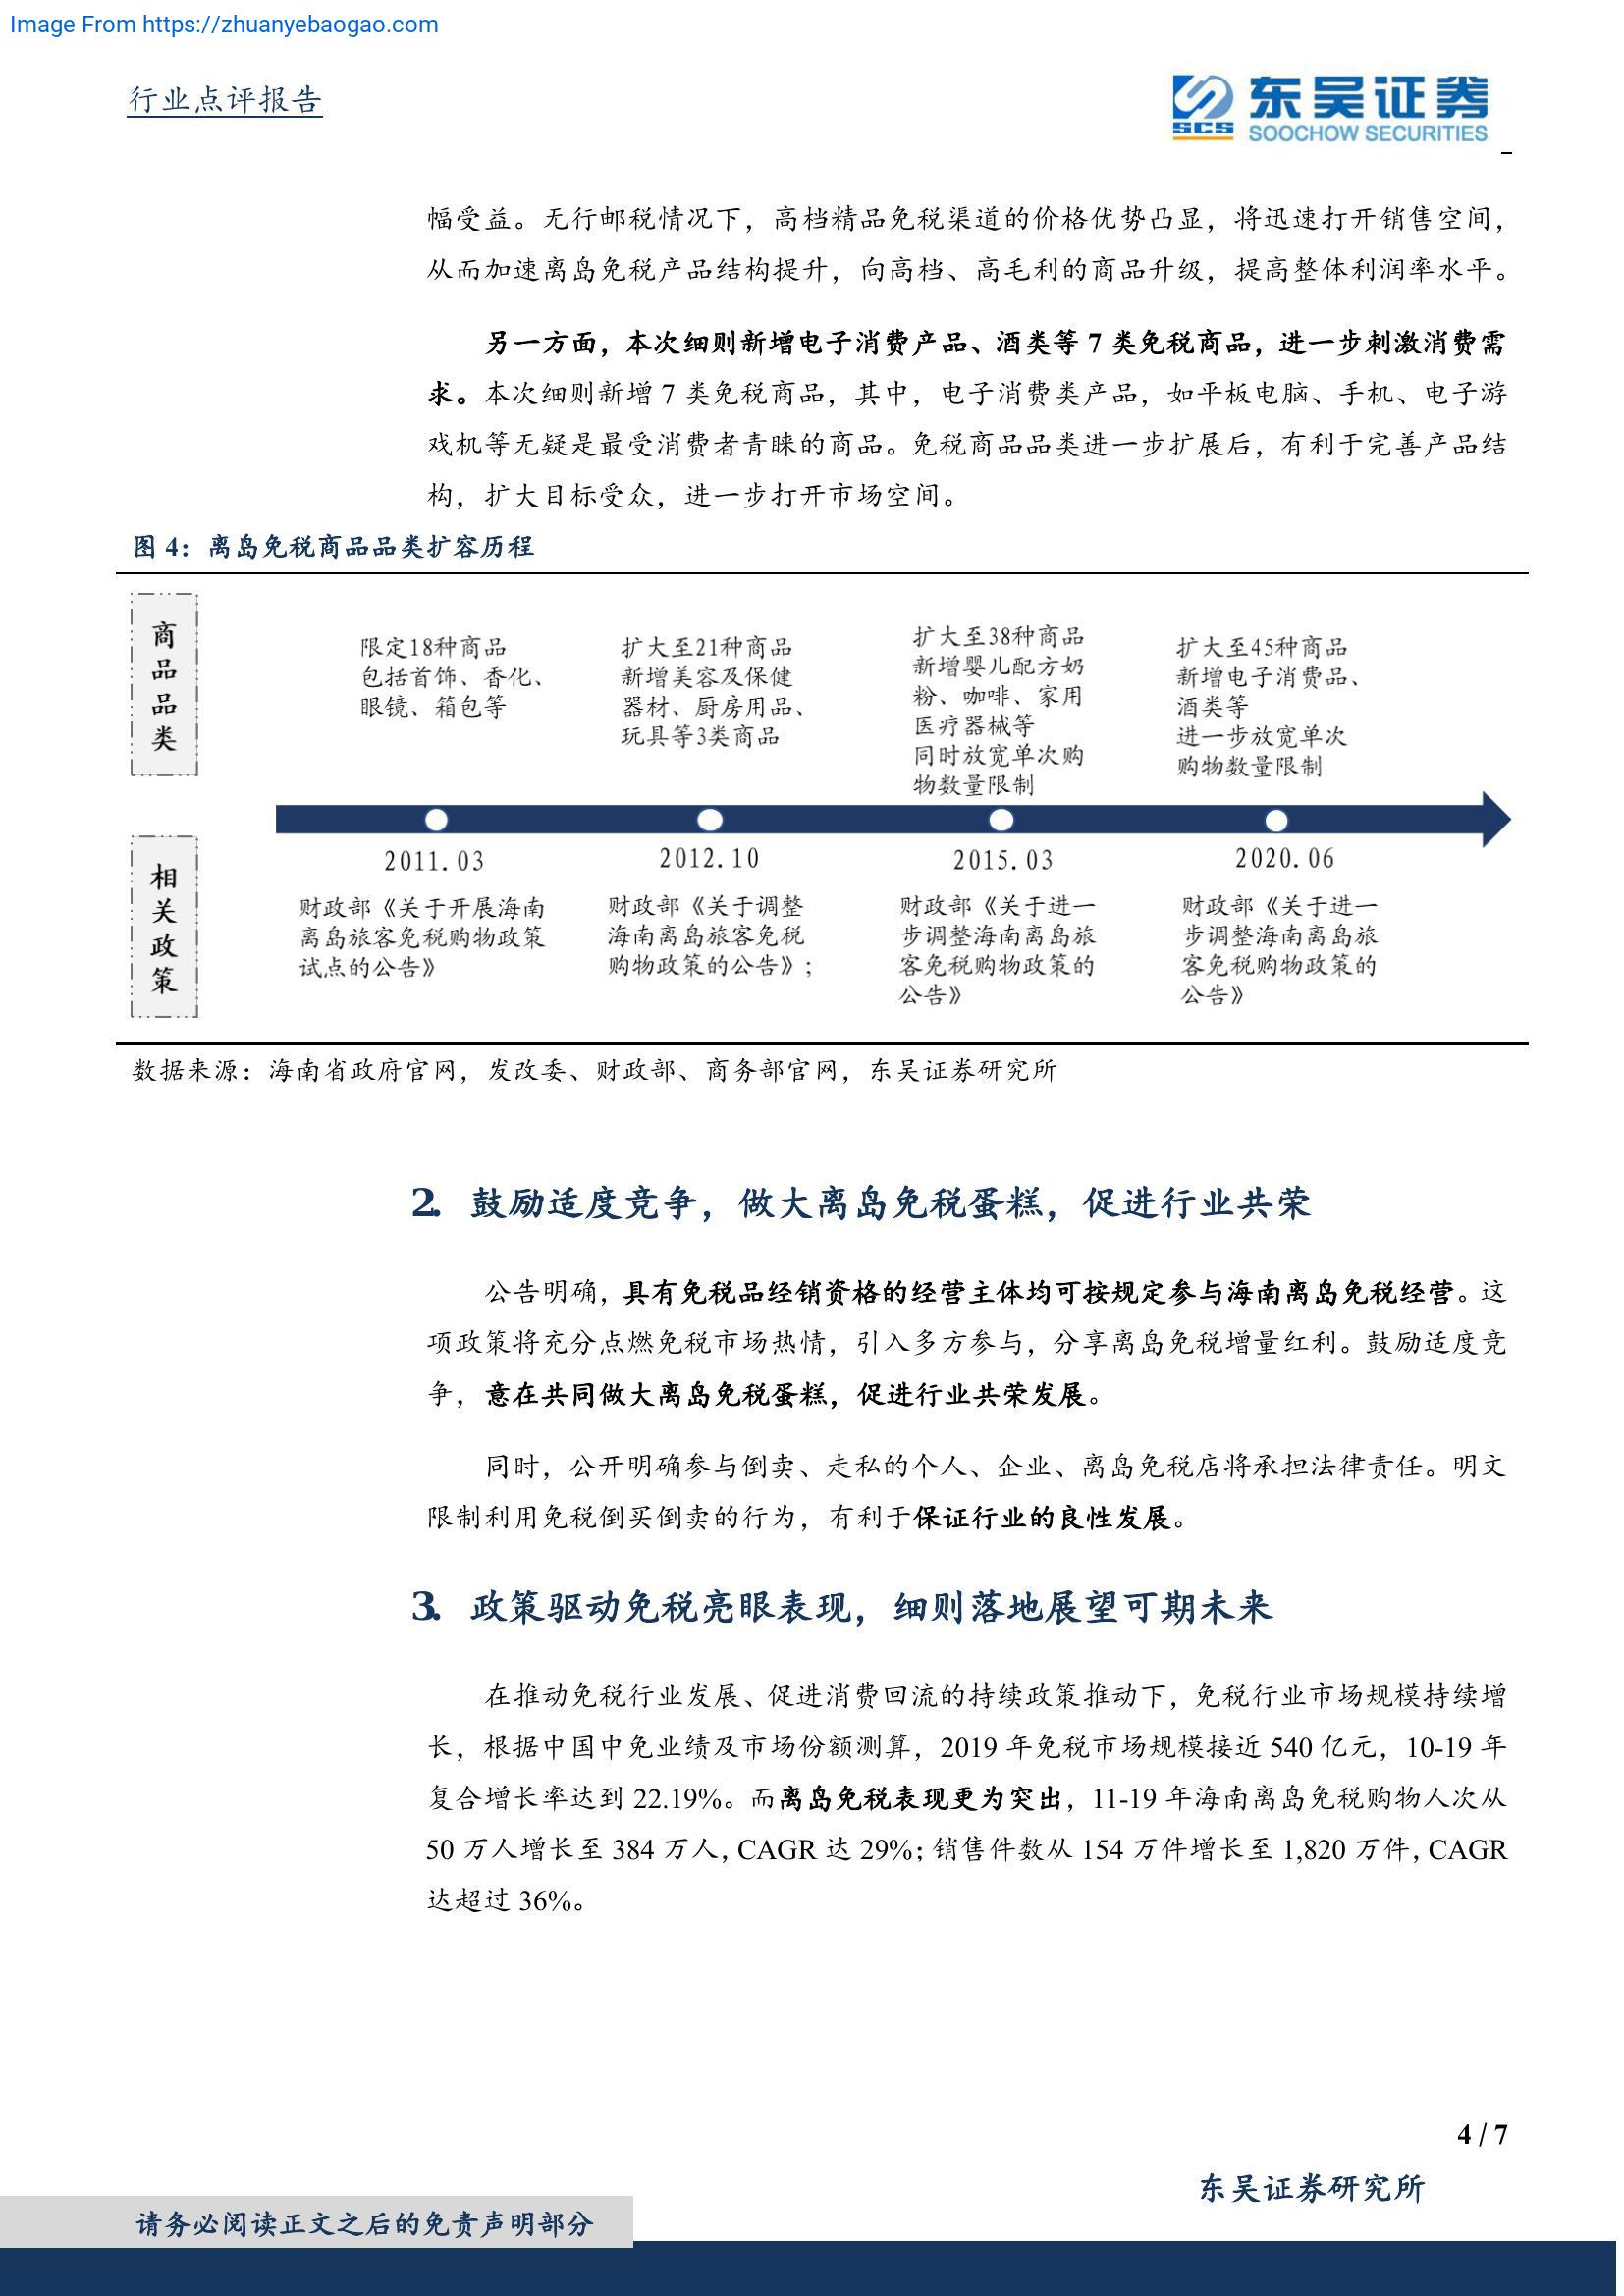 Image From https://zhuanyebaogao.com
行业点评报告
SCS
东吴证券
SOOCHOW SECURITIES
幅受益。无行邮税情况下，高档精品免税渠道的价格优势凸显，将迅速打开销售空间，
从而加速离岛免税产品结构提升，向高档、高毛利的商品升级，提高整体利润率水平。
另一方面，本次细则新增电子消费产品、酒类等 7 类免税商品，进一步刺激消费需
求。本次细则新增 7 类免税商品，其中，电子消费类产品，如平板电脑、手机、电子游
戏机等无疑是最受消费者青睐的商品。免税商品品类进一步扩展后，有利于完善产品结
构，扩大目标受众，进一步打开市场空间。
图 4：离岛免税商品品类扩容历程
商品品类
限定18种商品
包括首饰、香化、
眼镜、箱包等
扩大至21种商品
新增美容及保健
器材、厨房用品、
玩具等3类商品
扩大至38种商品
新增婴儿配方奶
粉、咖啡、家用
医疗器械等
同时放宽单次购
物数量限制
扩大至45种商品
新增电子消费品、
酒类等
进一步放宽单次
购物数量限制
2011.03
2012.10
2015.03
2020.06
相关政策
财政部《关于开展海南
离岛旅客免税购物政策
试点的公告》
财政部《关于调整
海南离岛旅客免税
购物政策的公告》；
财政部《关于进一
步调整海南离岛旅
客免税购物政策的
公告》
财政部《关于进一
步调整海南离岛旅
客免税购物政策的
公告》
数据来源：海南省政府官网，发改委、财政部、商务部官网，东吴证券研究所
2. 鼓励适度竞争，做大离岛免税蛋糕，促进行业共荣
公告明确，具有免税品经销资格的经营主体均可按规定参与海南离岛免税经营。这
项政策将充分点燃免税市场热情，引入多方参与，分享离岛免税增量红利。鼓励适度竞
争，意在共同做大离岛免税蛋糕，促进行业共荣发展。
同时，公开明确参与倒卖、走私的个人、企业、离岛免税店将承担法律责任。明文
限制利用免税倒买倒卖的行为，有利于保证行业的良性发展。
3. 政策驱动免税亮眼表现，细则落地展望可期未来
在推动免税行业发展、促进消费回流的持续政策推动下，免税行业市场规模持续增
长，根据中国中免业绩及市场份额测算，2019 年免税市场规模接近 540 亿元，10-19 年
复合增长率达到 22.19%。而离岛免税表现更为突出，11-19 年海南离岛免税购物人次从
50 万人增长至 384 万人，CAGR 达 29%；销售件数从 154 万件增长至 1,820 万件，CAGR
达超过 36%。
4 / 7
东吴证券研究所
请务必阅读正文之后的免责声明部分